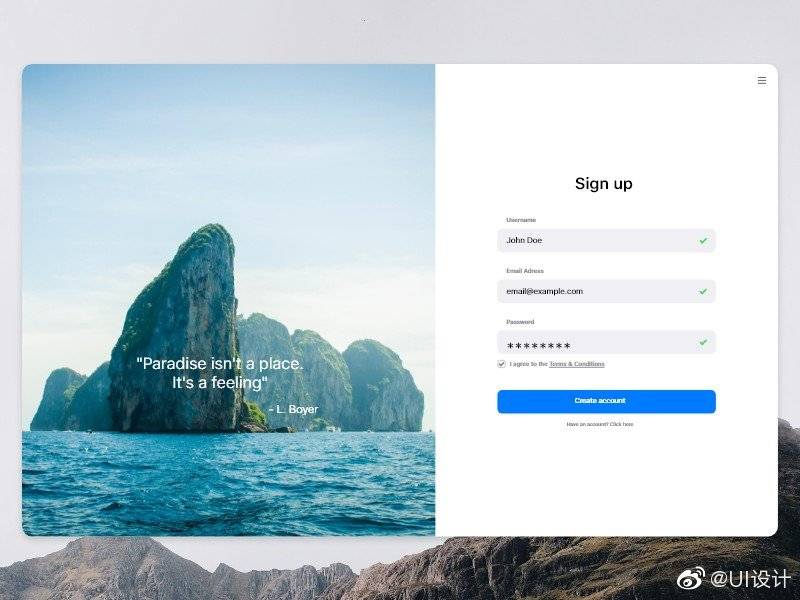 Sign up
Username
John Doe
Email Adress
email@example.com
Password
********
I agree to the Terms & Conditions
Create account
Have an account? Click here
"Paradise isn't a place.
It's a feeling"
- L. Boyer
@UI设计